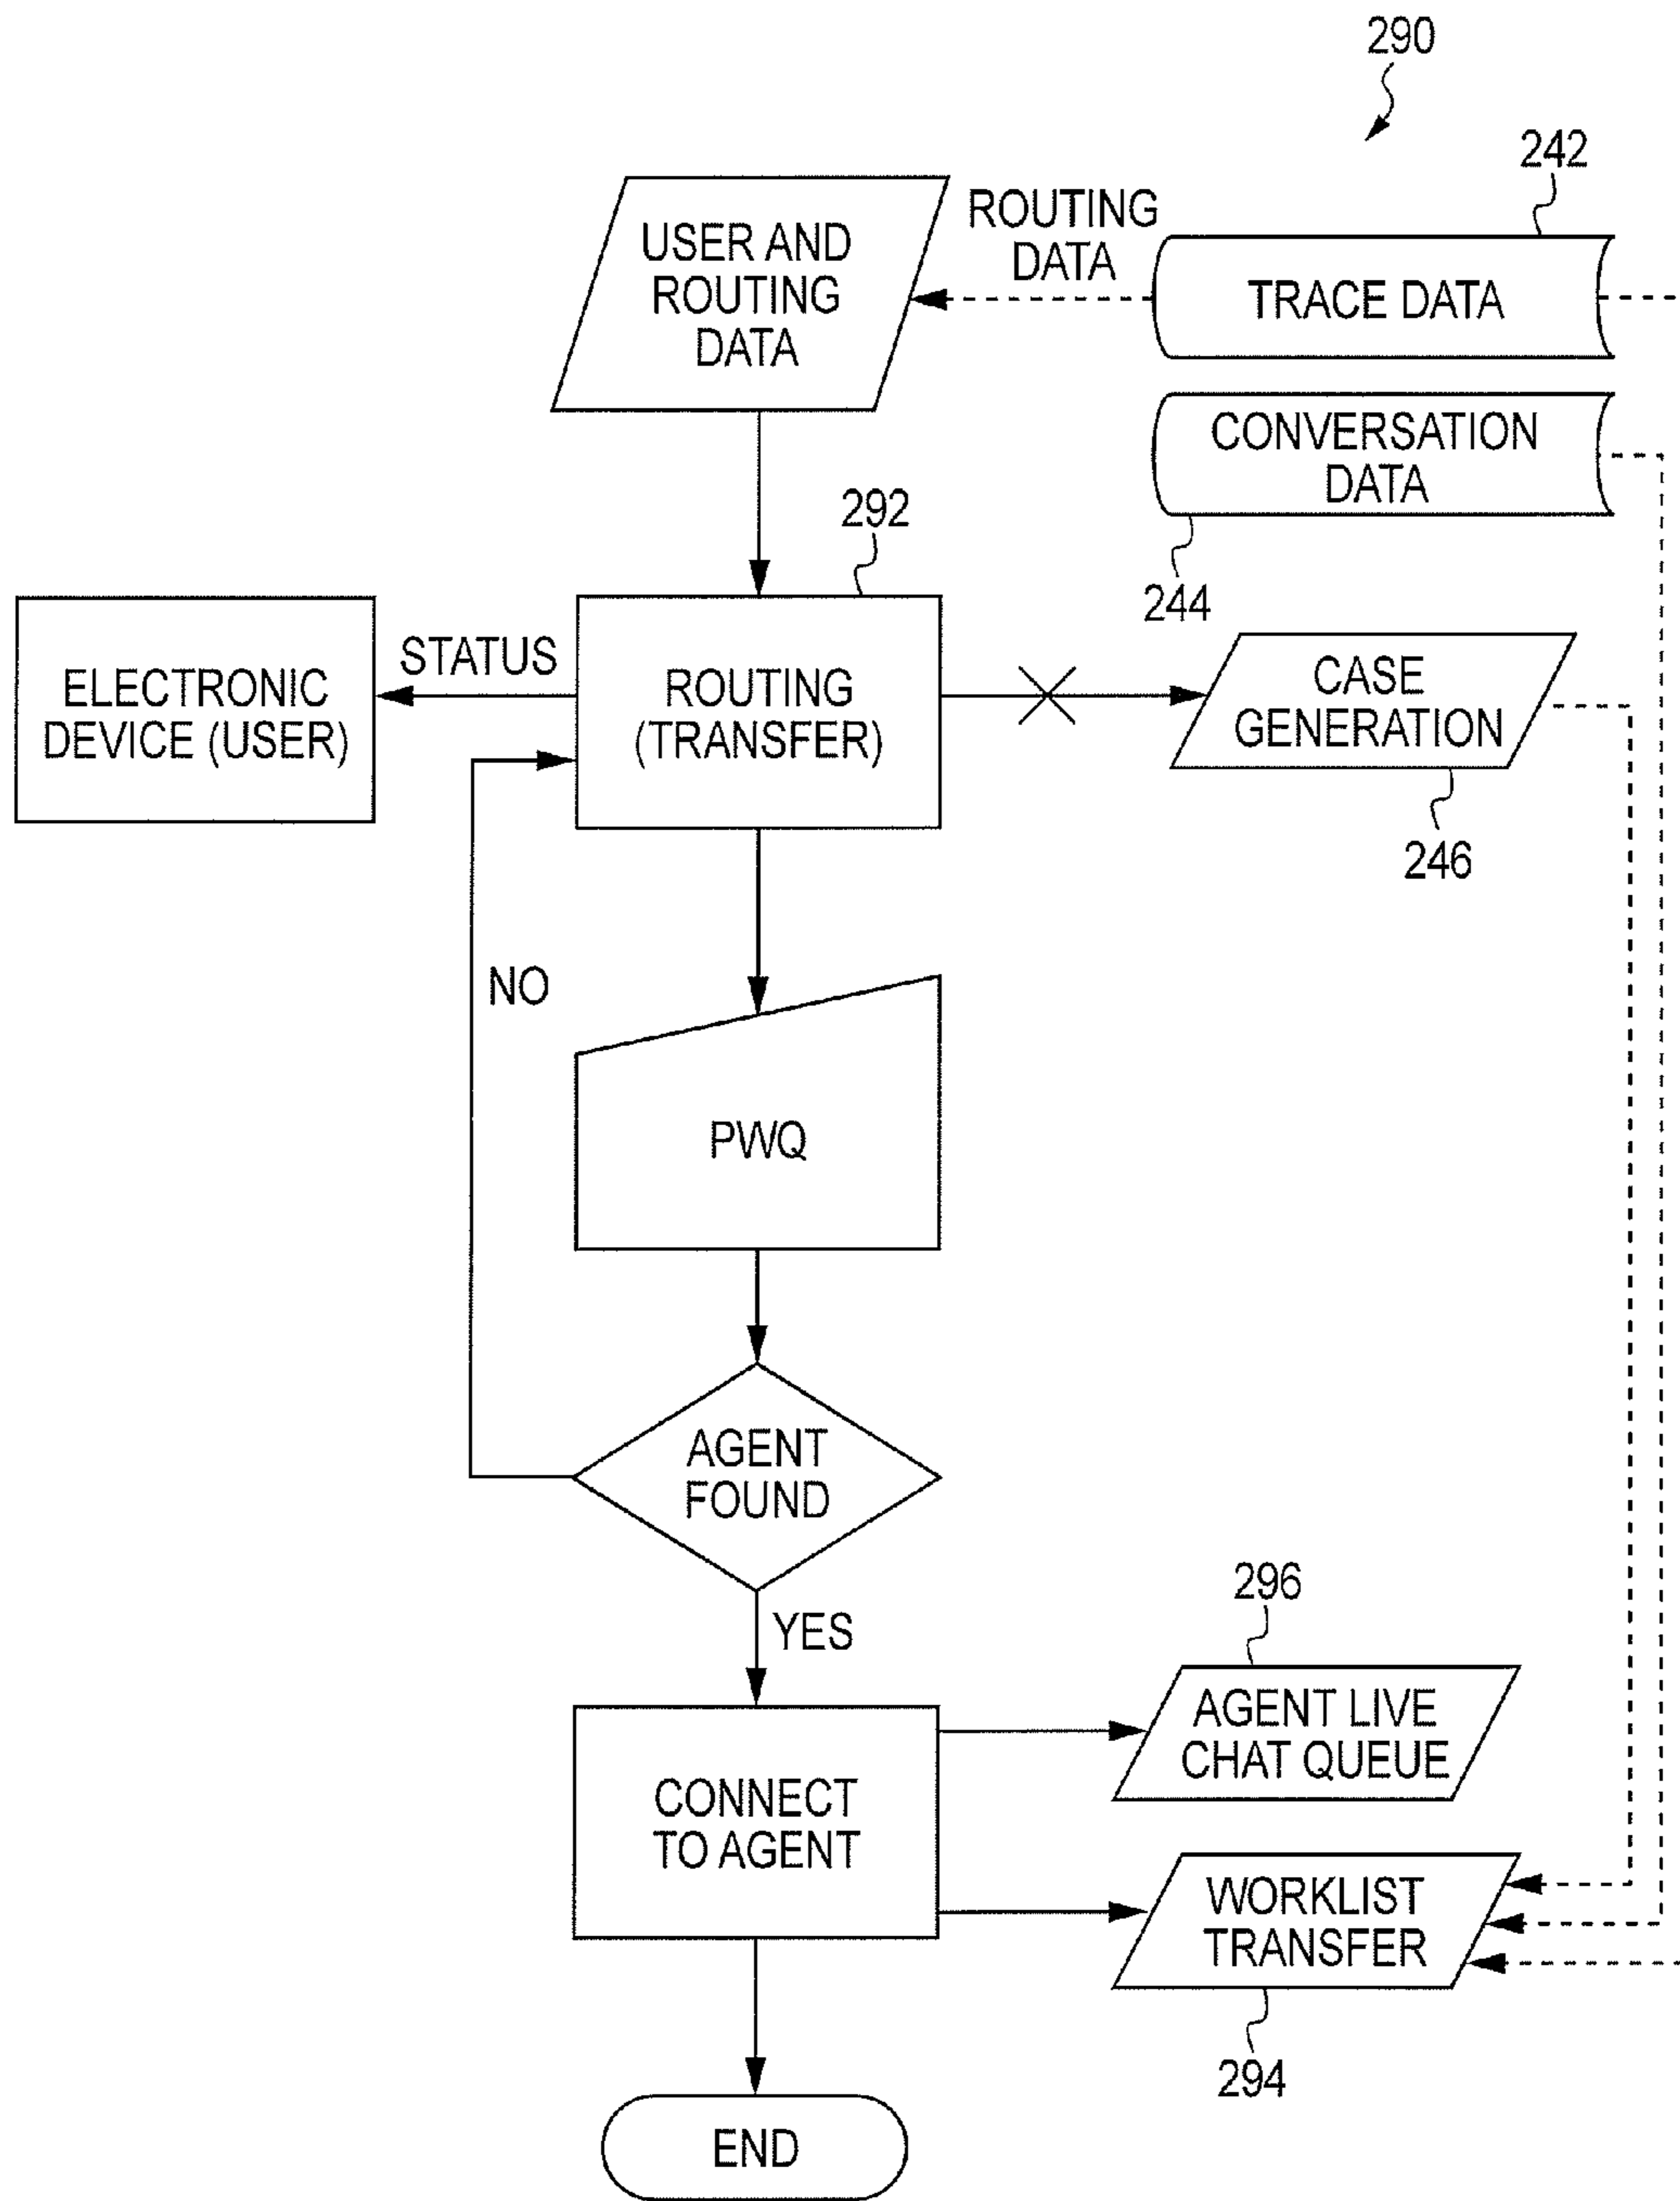 290
242
USER AND
ROUTING
DATA
ROUTING
DATA
TRACE DATA
CONVERSATION
DATA
292
244
ELECTRONIC
DEVICE (USER)
STATUS
ROUTING
(TRANSFER)
CASE
GENERATION
246
NO
PWQ
AGENT
FOUND
YES
296
AGENT LIVE
CHAT QUEUE
CONNECT
TO AGENT
WORKLIST
TRANSFER
294
END